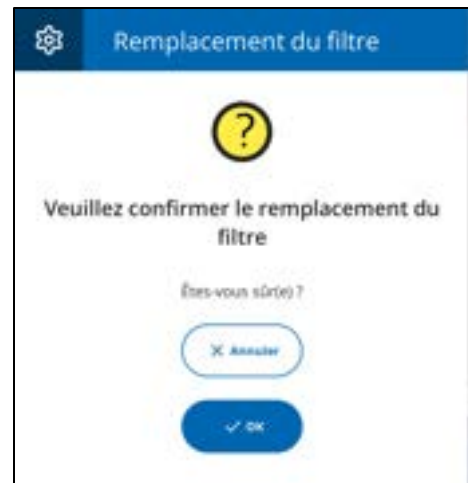 Remplacement du filtre
?
Veuillez confirmer le remplacement du
filtre
Êtes-vous sûr(e) ?
Annuler
OK